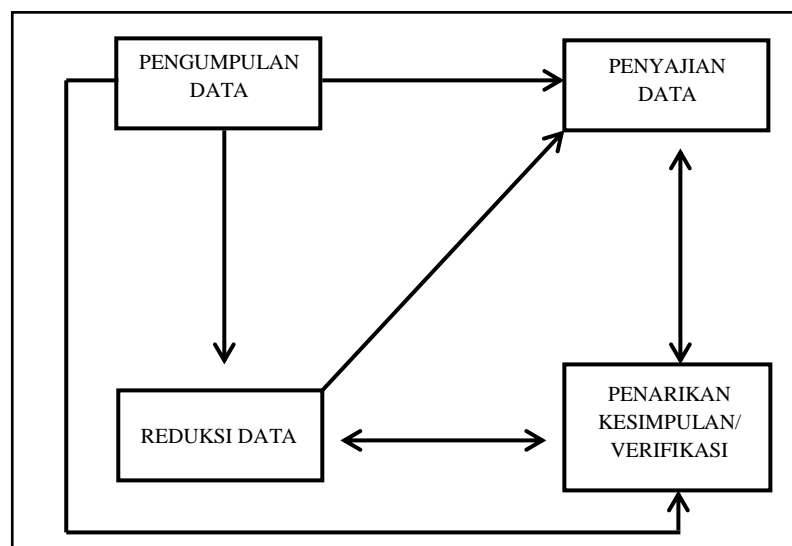 PENGUMPULAN
DATA
PENYAJIAN
DATA
REDUKSI DATA
PENARIKAN
KESIMPULAN/
VERIFIKASI